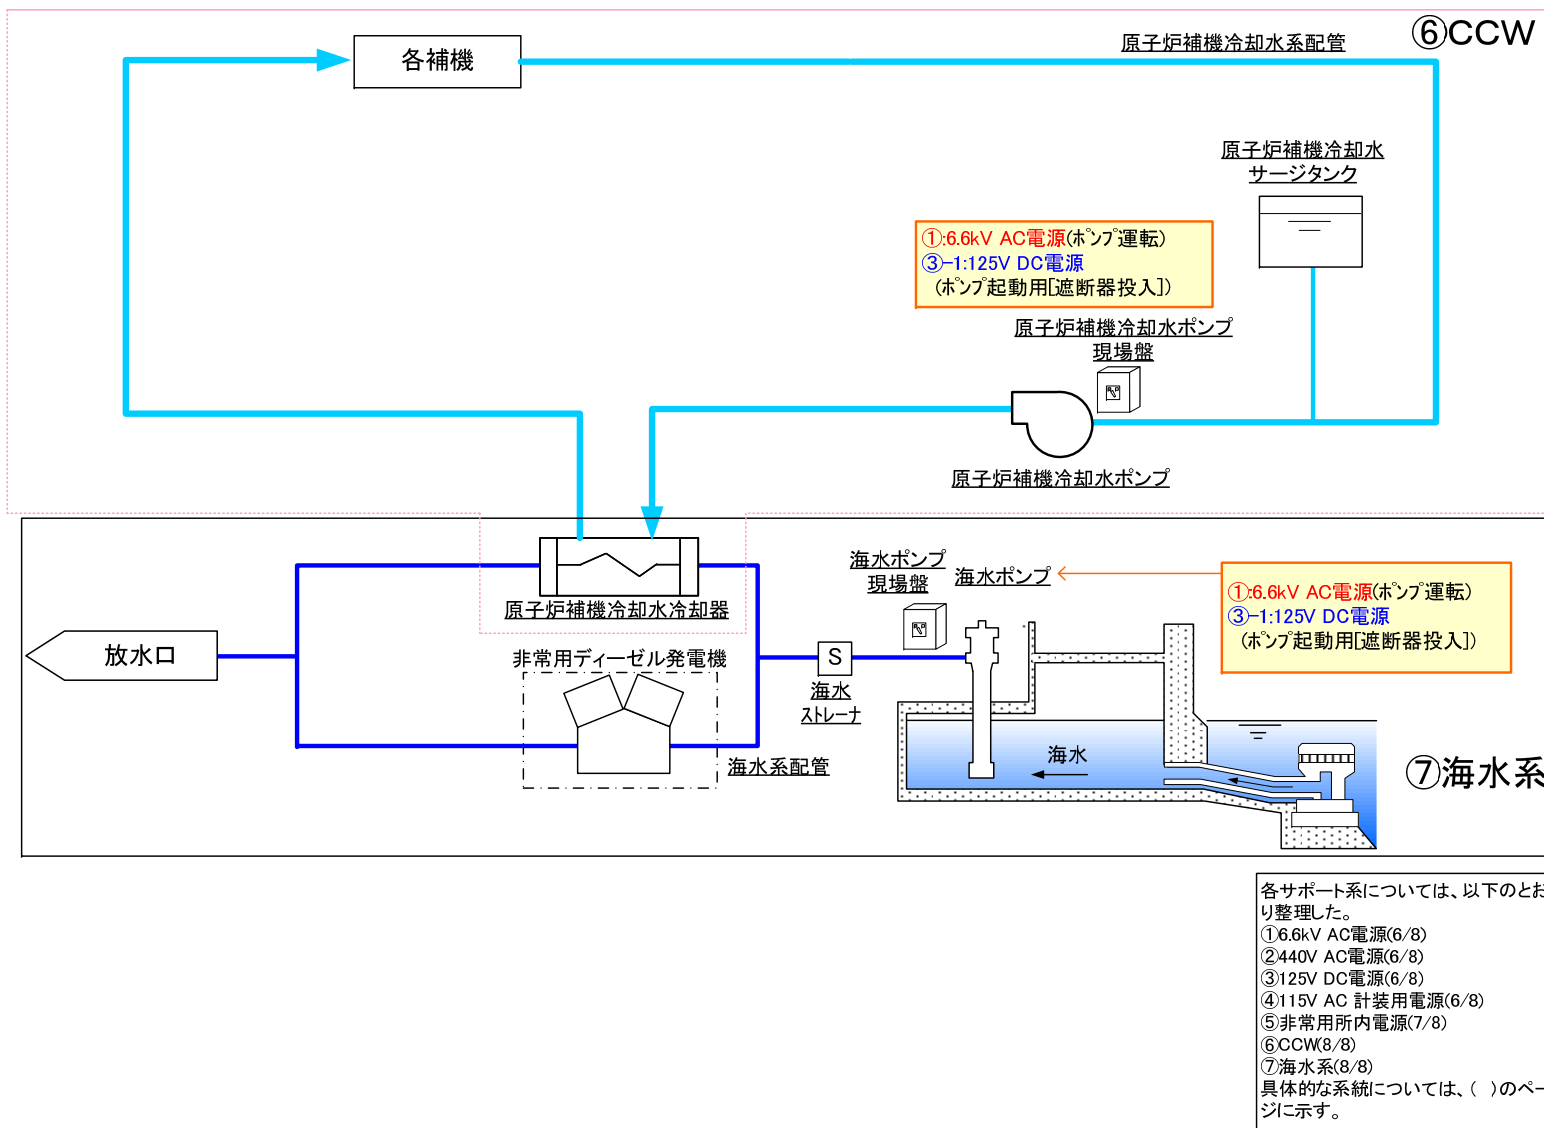 ⑥CCW
各補機
原子炉補機冷却水系配管
原子炉補機冷却水
サージタンク
①:6.6kV AC電源(ポンプ運転)
③-1:125V DC電源
(ポンプ起動用[遮断器投入])
原子炉補機冷却水ポンプ
現場盤
原子炉補機冷却水ポンプ
原子炉補機冷却水冷却器
海水ポンプ
現場盤
海水ポンプ
①:6.6kV AC電源(ポンプ運転)
③-1:125V DC電源
(ポンプ起動用[遮断器投入])
放水口
非常用ディーゼル発電機
S
海水
ストレーナ
海水系配管
海水
⑦海水系
各サポート系については、以下のとお
り整理した。
①6.6kV AC電源(6/8)
②440V AC電源(6/8)
③125V DC電源(6/8)
④115V AC 計装用電源(6/8)
⑤非常用所内電源(7/8)
⑥CCW(8/8)
⑦海水系(8/8)
具体的な系統については、( )のペー
ジに示す。